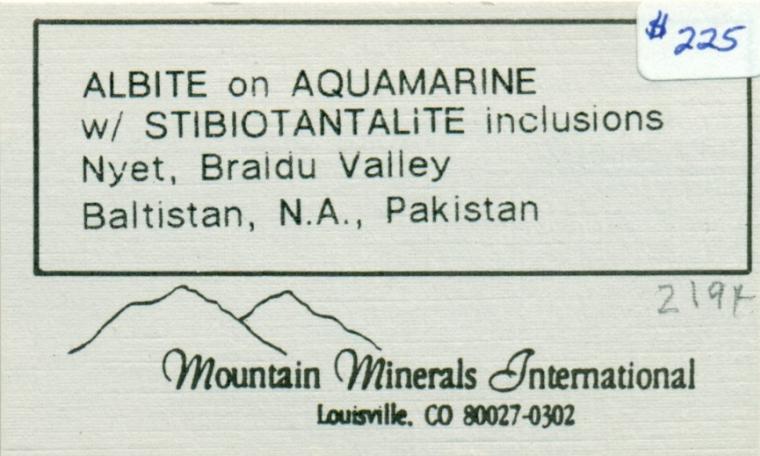 $225
ALBITE on AQUAMARINE
w/ STIBIOTANTALiTE inclusions
Nyet, Braldu Valley
Baltistan, N.A., Pakistan
Mountain Minerals International
Louisville, CO 80027-0302